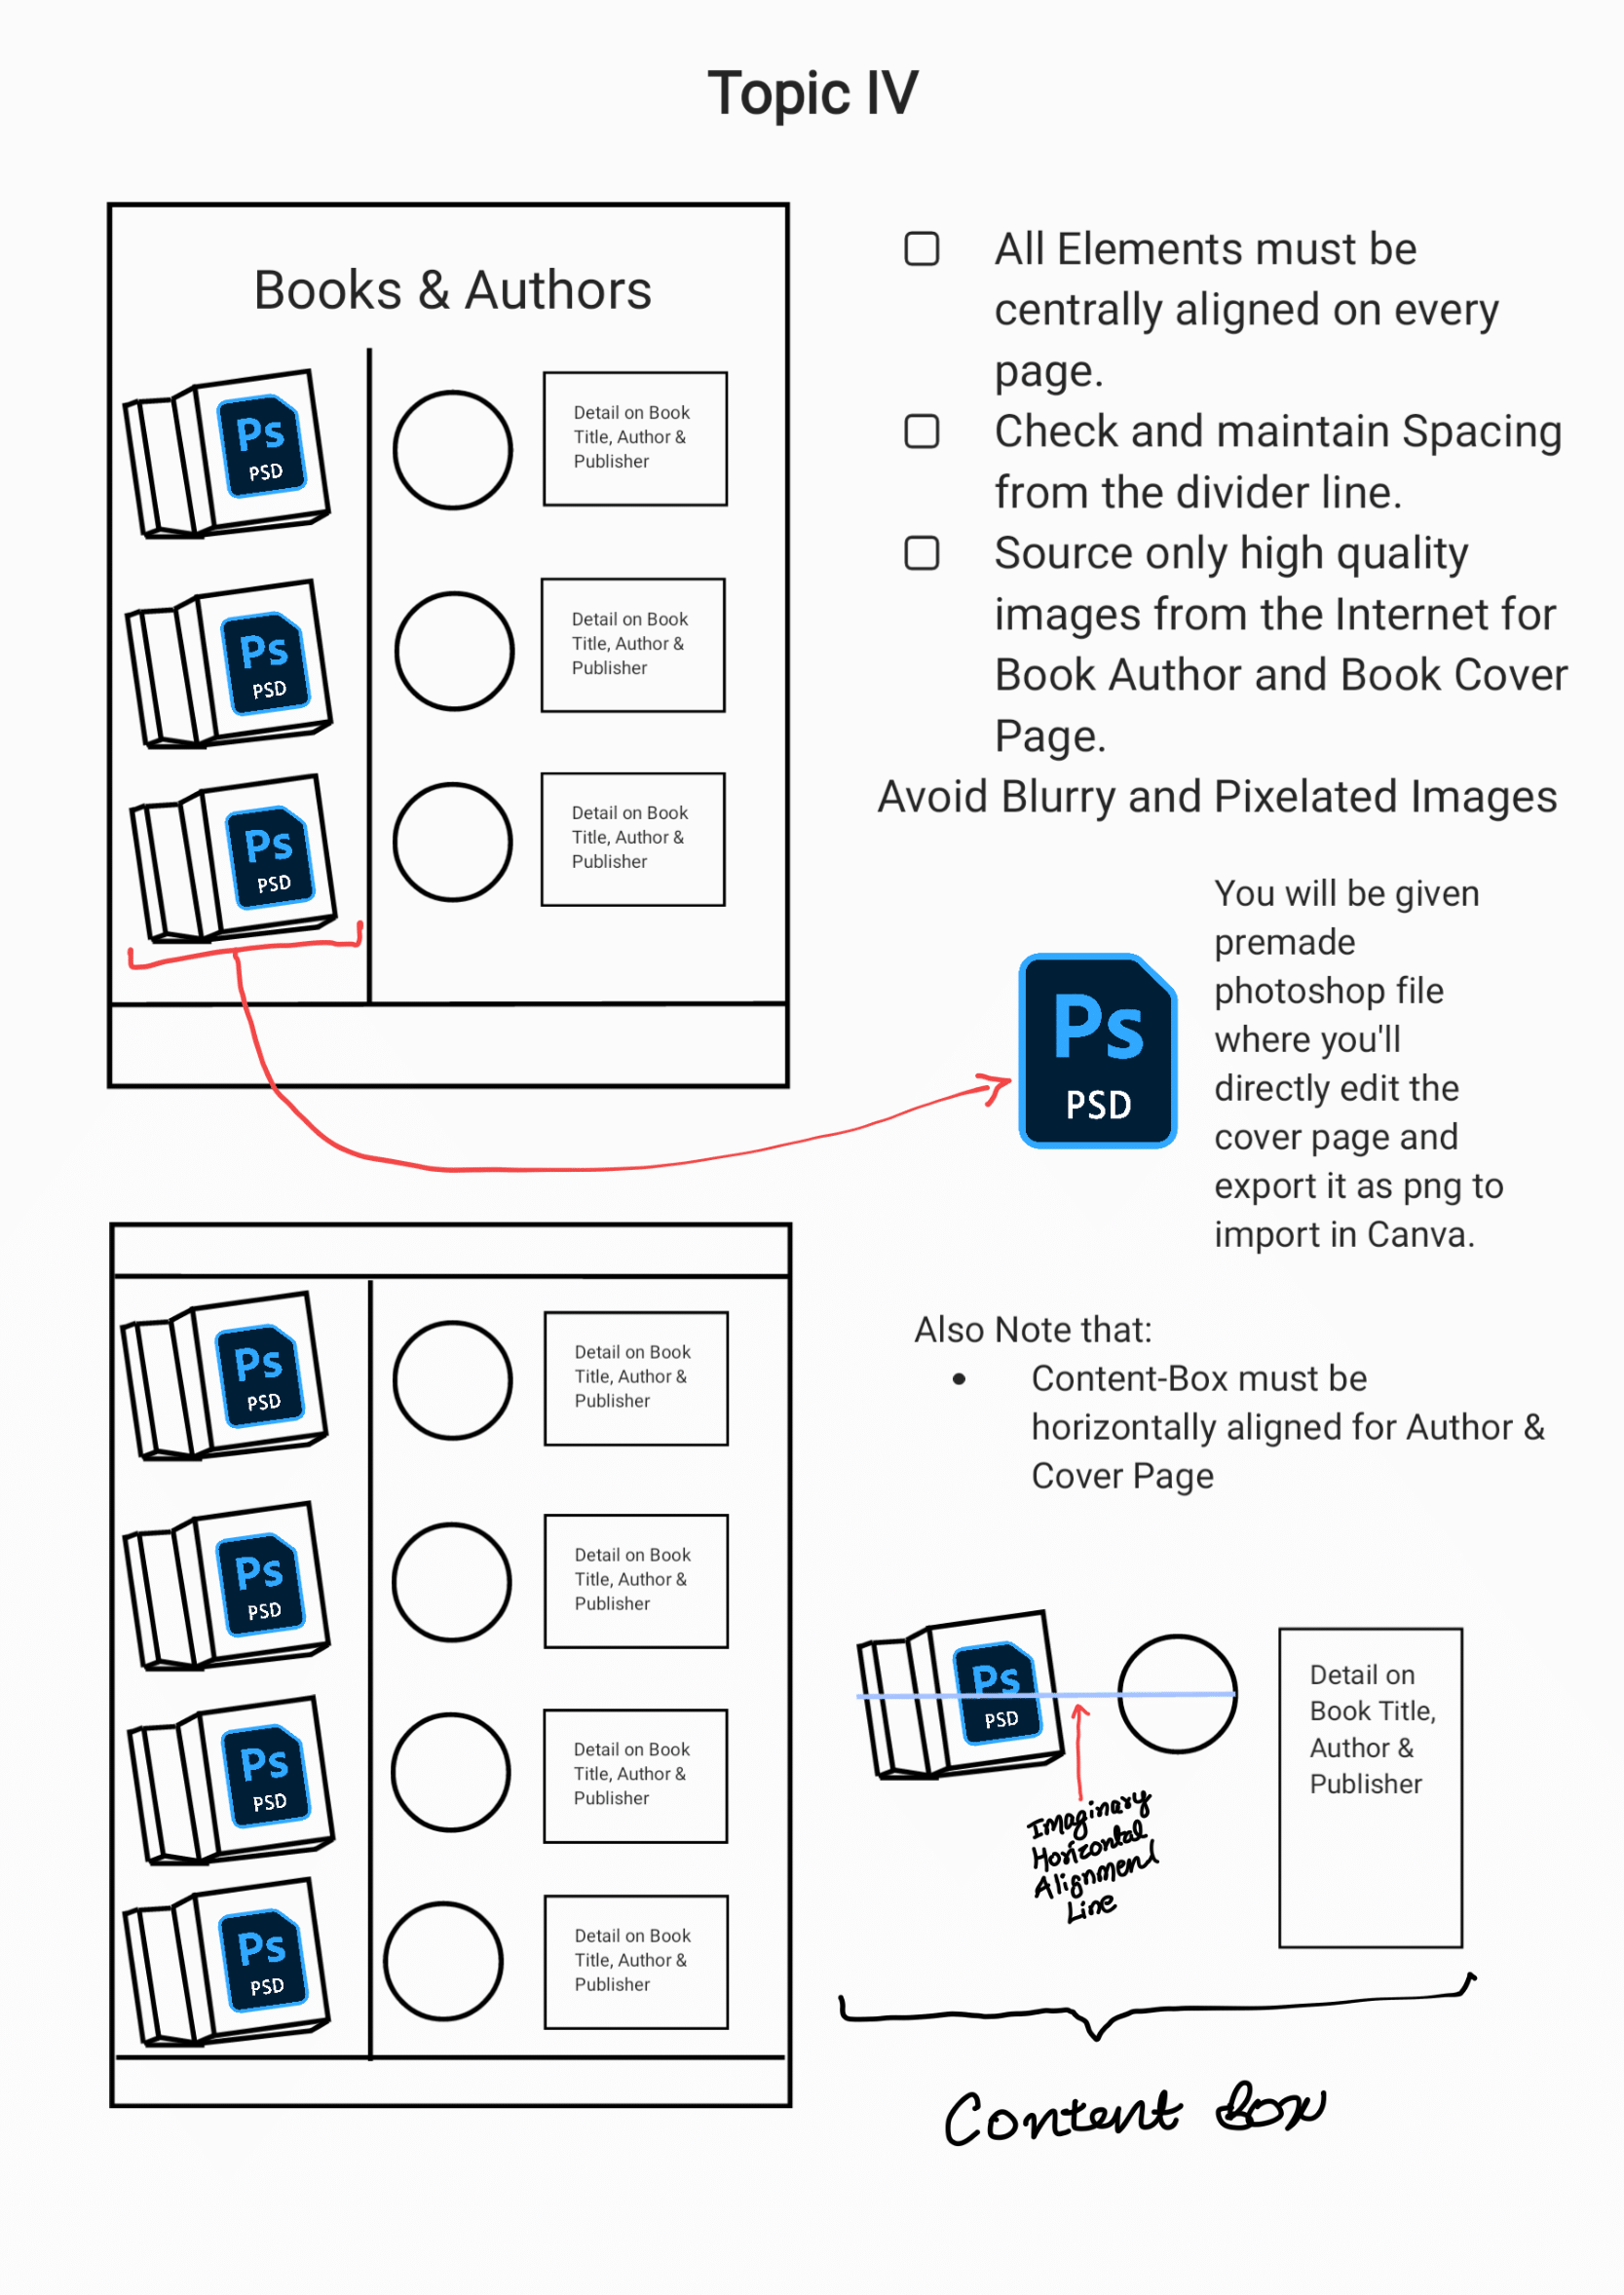 Topic IV
Books & Authors
Ps
PSD
Detail on Book
Title, Author &
Publisher
Ps
PSD
Detail on Book
Title, Author &
Publisher
Ps
PSD
Detail on Book
Title, Author &
Publisher
All Elements must be
centrally aligned on every
page.
Check and maintain Spacing
from the divider line.
Source only high quality
images from the Internet for
Book Author and Book Cover
Page.
Avoid Blurry and Pixelated Images
Ps
PSD
You will be given
premade
photoshop file
where you'll
directly edit the
cover page and
export it as png to
import in Canva.
Ps
PSD
Detail on Book
Title, Author &
Publisher
Ps
PSD
Detail on Book
Title, Author &
Publisher
Ps
PSD
Detail on Book
Title, Author &
Publisher
Ps
PSD
Detail on Book
Title, Author &
Publisher
Also Note that:
• Content-Box must be
horizontally aligned for Author &
Cover Page
Ps
PSD
Detail on
Book Title,
Author &
Publisher
Imaginary
Horizontal
Alignment
Line
Content Box